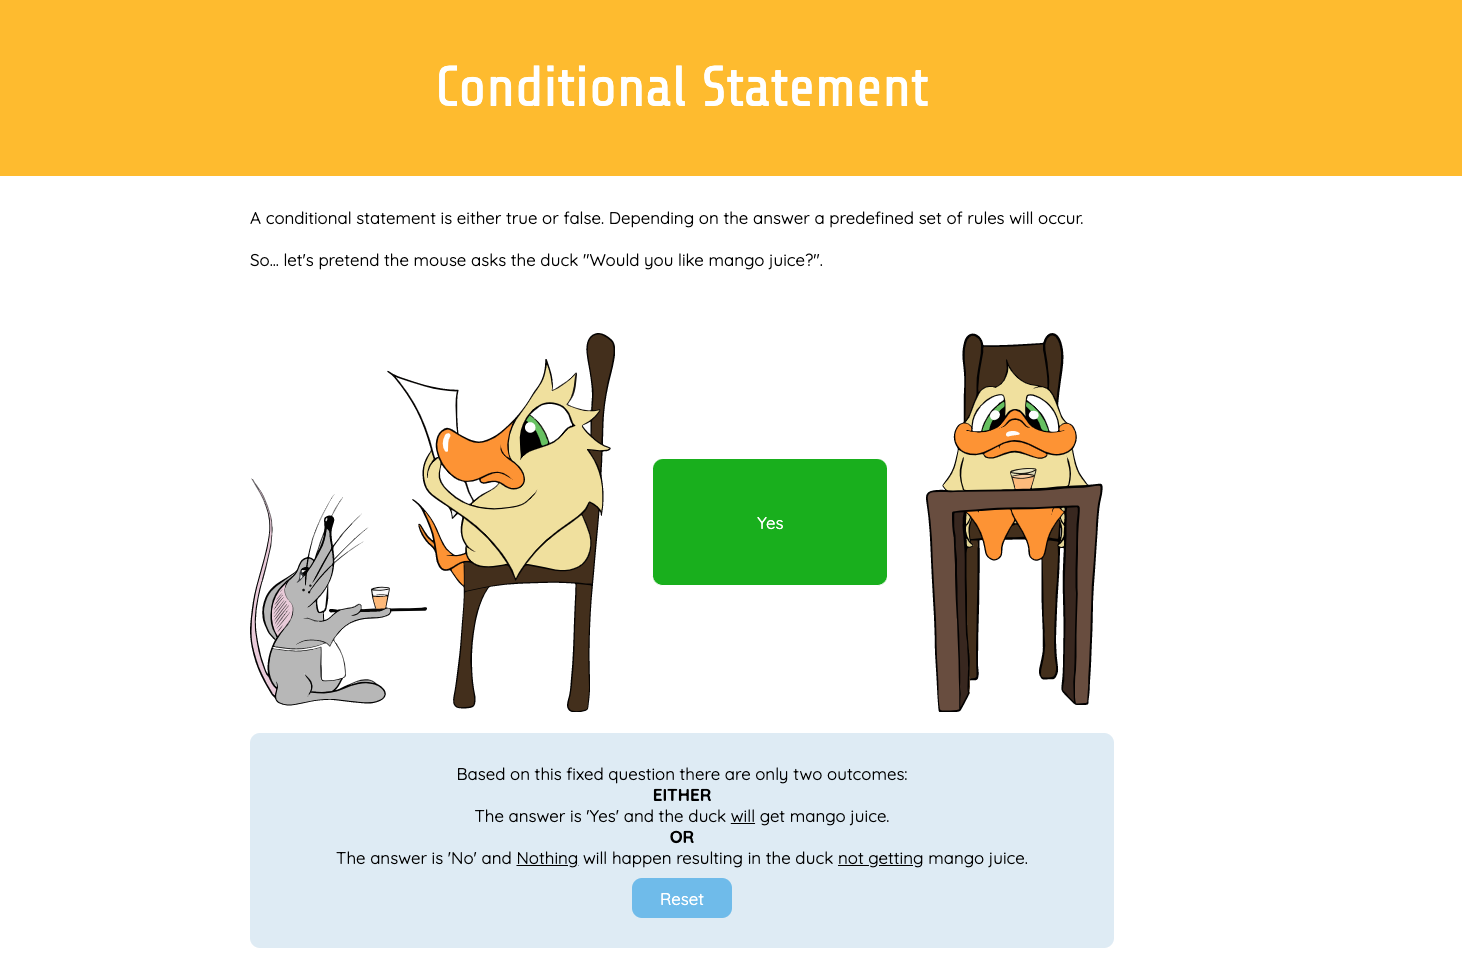 Conditional Statement
A conditional statement is either true or false. Depending on the answer a predefined set of rules will occur.
So... let's pretend the mouse asks the duck "Would you like mango juice?".
Yes
Based on this fixed question there are only two outcomes:
EITHER
The answer is 'Yes' and the duck will get mango juice.
OR
The answer is 'No' and Nothing will happen resulting in the duck not getting mango juice.
Reset